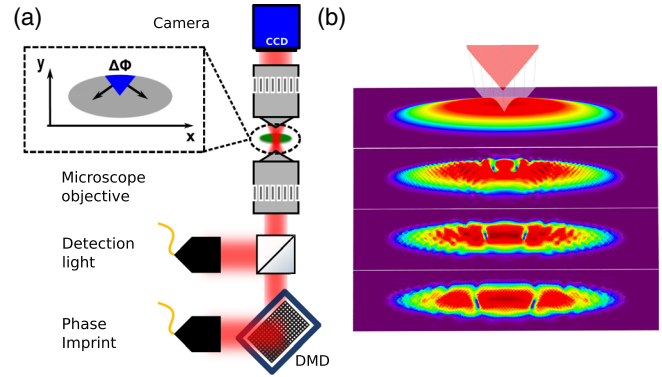 (a)
Camera
CCD
y
ΔΦ
x
Microscope
objective
Detection
light
Phase
Imprint
DMD
(b)